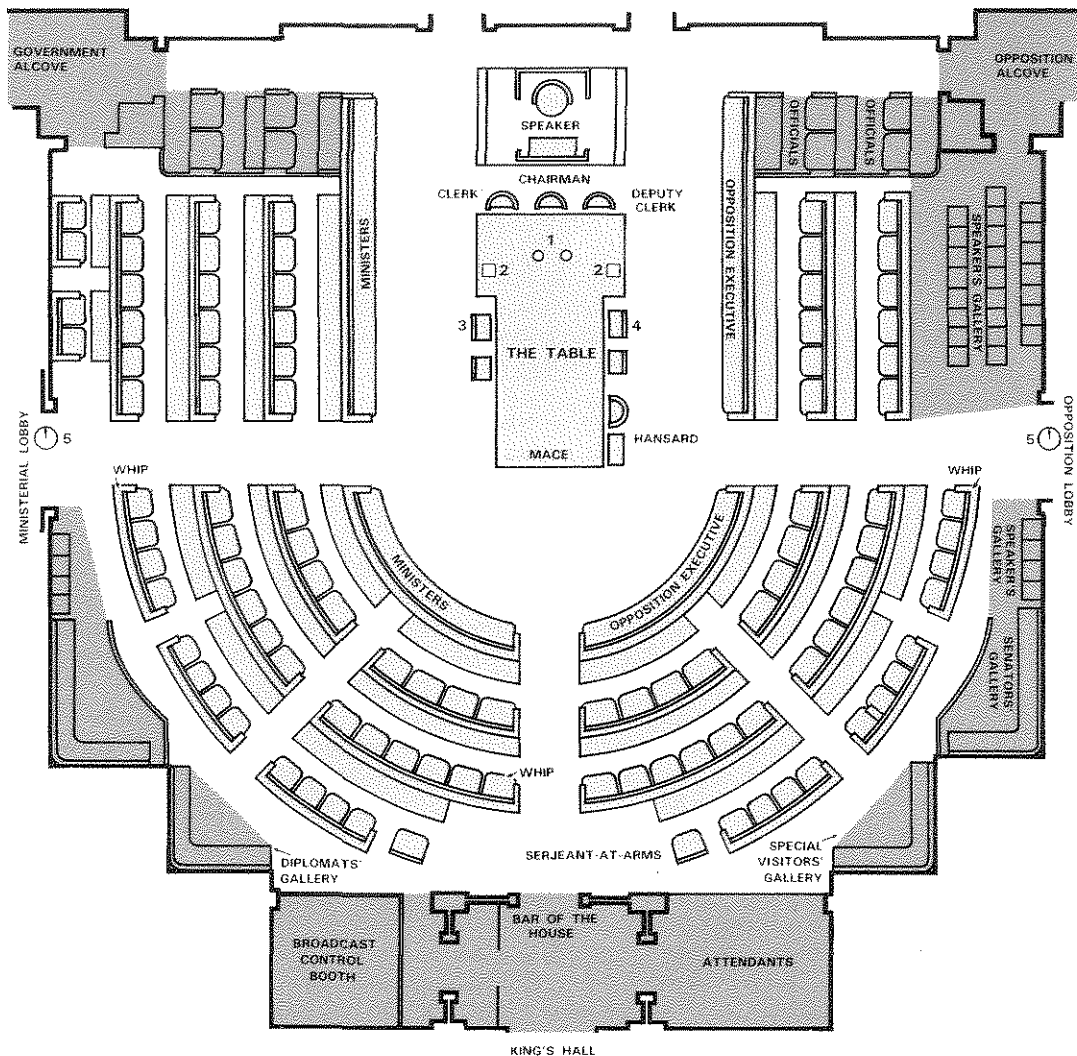 GOVERNMENT
ALCOVE
OPPOSITION
ALCOVE
SPEAKER
OFFICIALS
OFFICIALS
CHAIRMAN
CLERK
DEPUTY
CLERK
MINISTERS
OPPOSITION EXECUTIVE
SPEAKER'S GALLERY
1
2
2
3
4
THE TABLE
HANSARD
MACE
MINISTERIAL LOBBY
5
5
OPPOSITION LOBBY
WHIP
WHIP
MINISTERS
OPPOSITION EXECUTIVE
SPEAKER'S
GALLERY
SENATORS
GALLERY
WHIP
DIPLOMATS'
GALLERY
SERJEANT-AT-ARMS
SPECIAL
VISITORS'
GALLERY
BAR OF THE
HOUSE
BROADCAST
CONTROL
BOOTH
ATTENDANTS
KING'S HALL